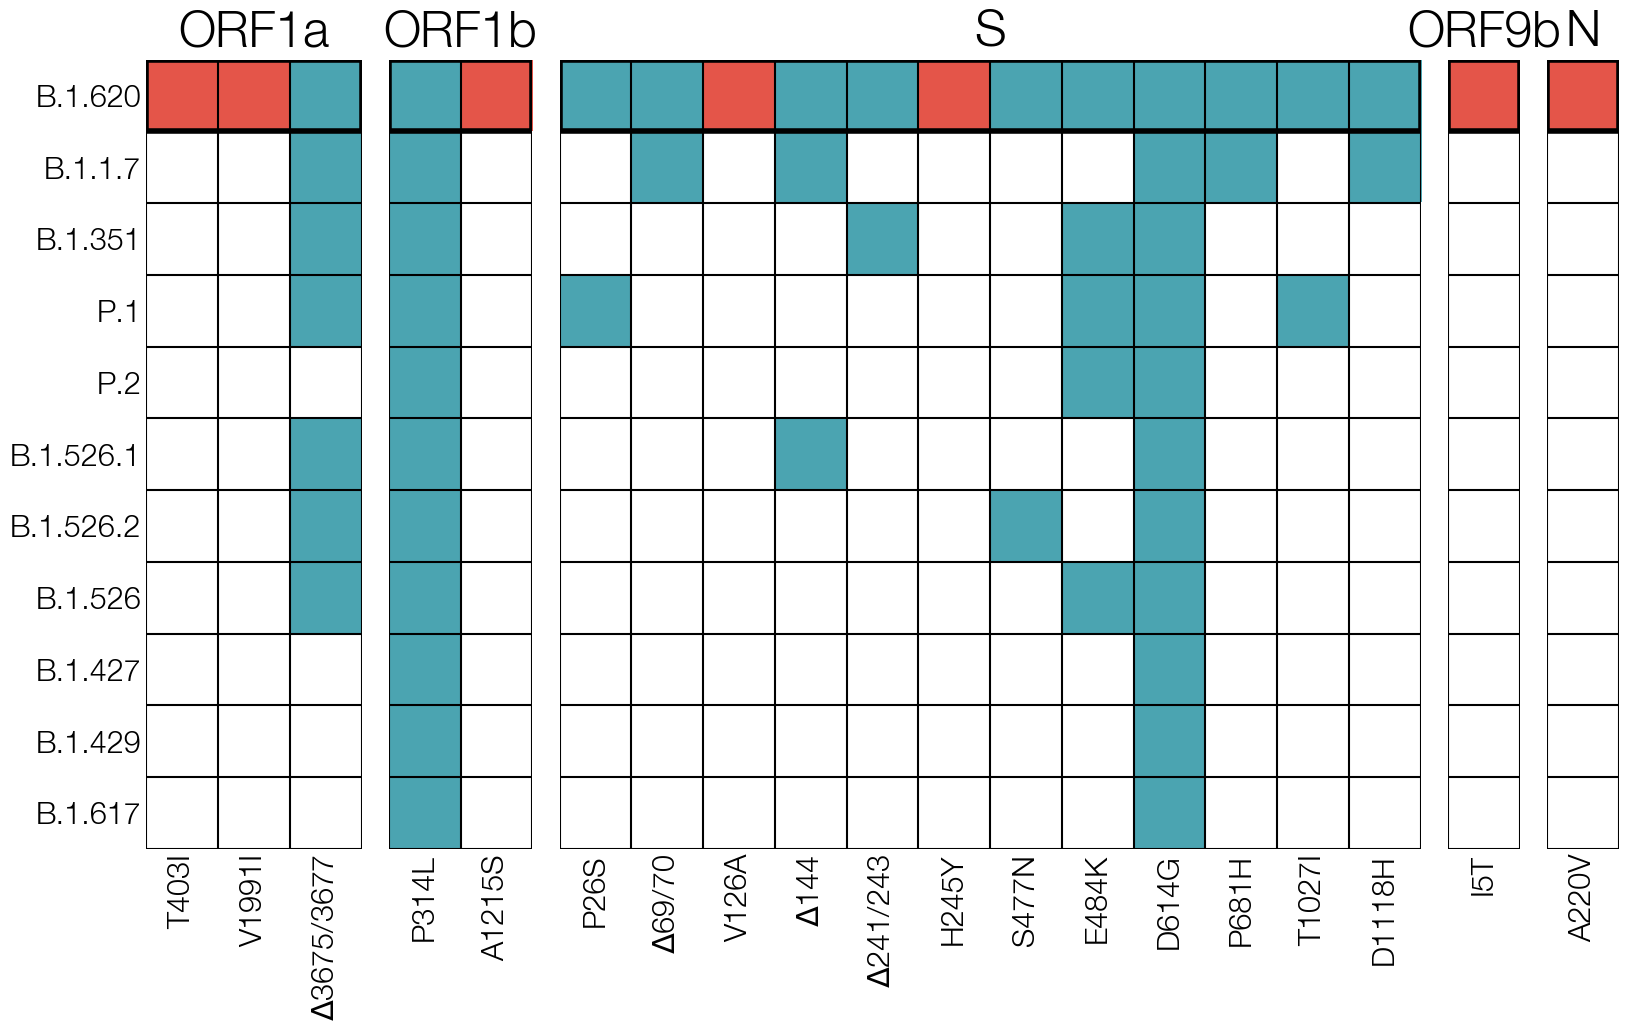 ORF1a ORF1b S ORF9b N
B.1.620
B.1.1.7
B.1.351
P.1
P.2
B.1.526.1
B.1.526.2
B.1.526
B.1.427
B.1.429
B.1.617
T403I
V1991I
Δ3675/3677
P314L
A1215S
P26S
Δ69/70
V126A
Δ144
Δ241/243
H245Y
S477N
E484K
D614G
P681H
T1027I
D1118H
I5T
A220V